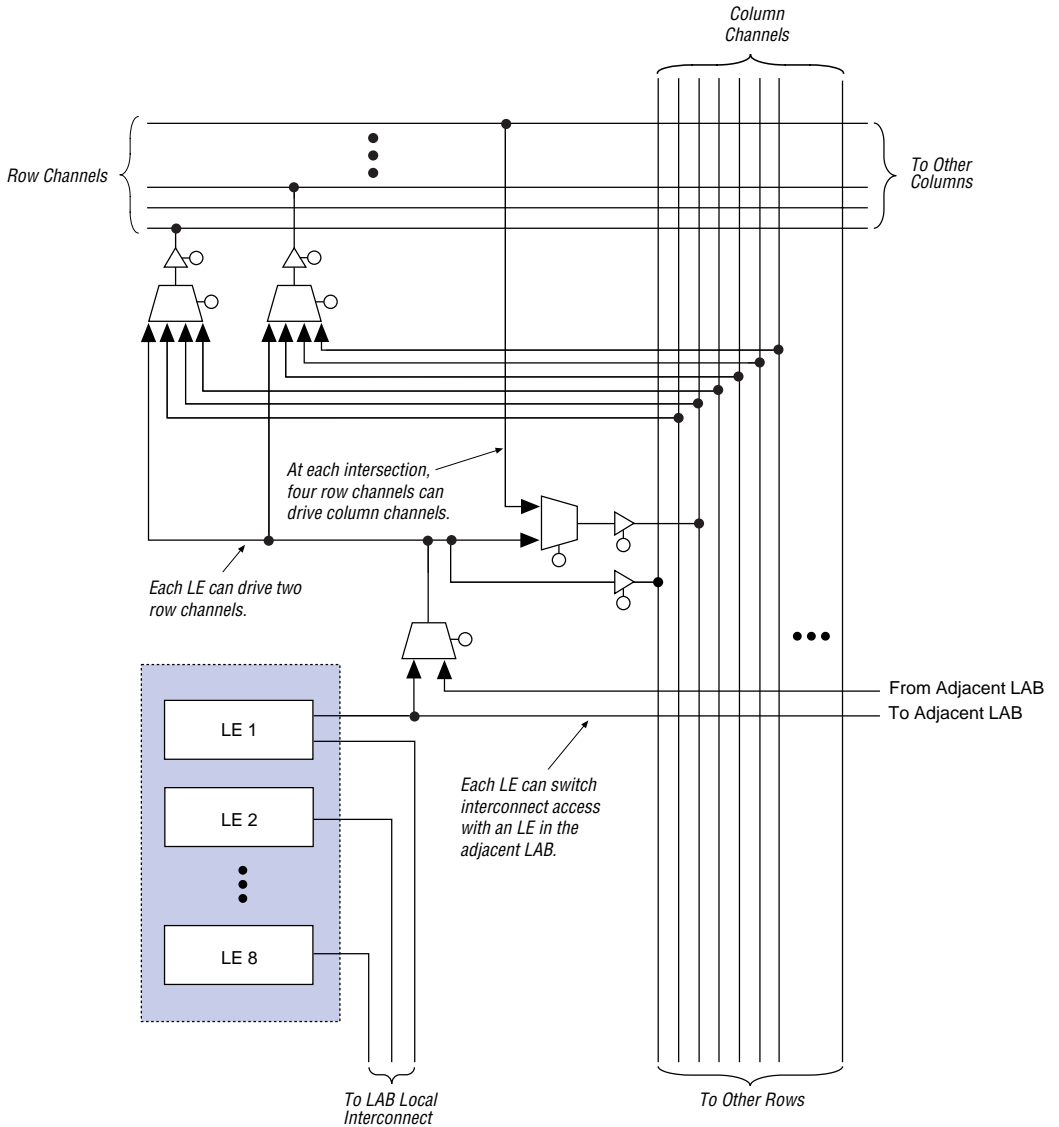 Column
Channels
Row Channels
To Other
Columns
At each intersection,
four row channels can
drive column channels.
Each LE can drive two
row channels.
From Adjacent LAB
To Adjacent LAB
LE 1
Each LE can switch
interconnect access
with an LE in the
adjacent LAB.
LE 2
LE 8
To LAB Local
Interconnect
To Other Rows